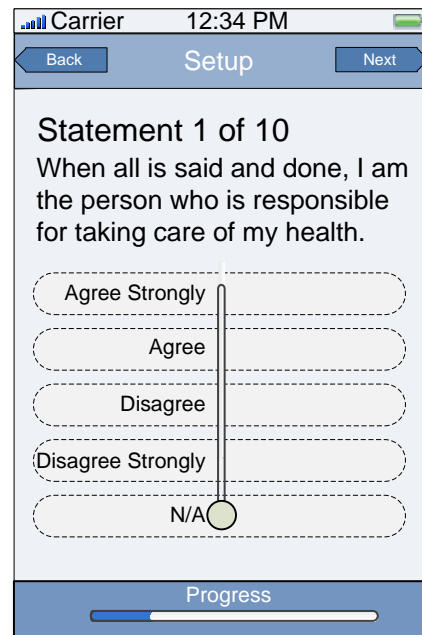 Carrier 12:34 PM
Back Setup Next
Statement 1 of 10
When all is said and done, I am
the person who is responsible
for taking care of my health.
Agree Strongly
Agree
Disagree
Disagree Strongly
N/A
Progress